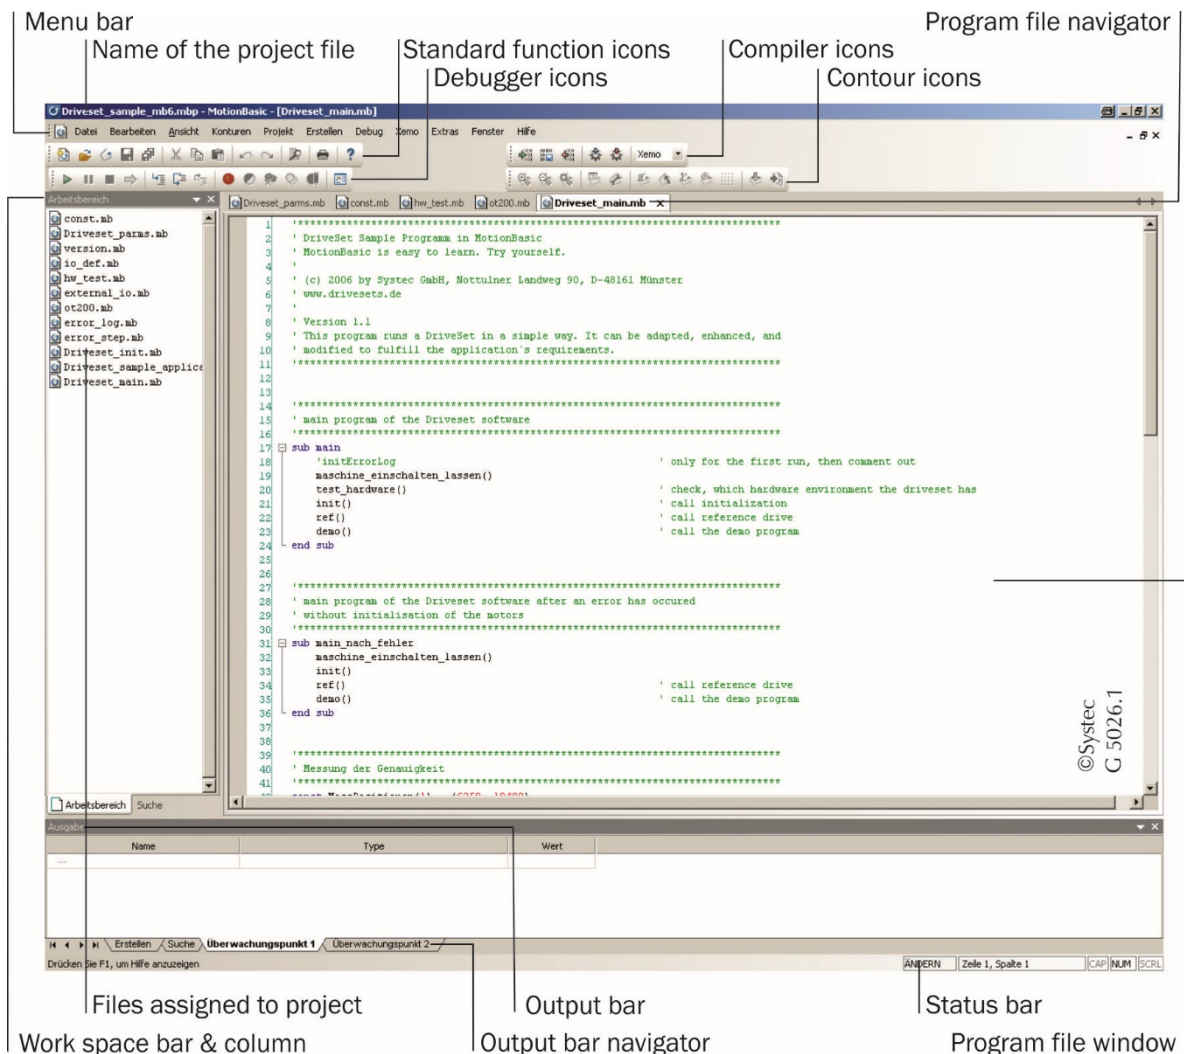 Menu bar
Program file navigator
Name of the project file
Standard function icons
Compiler icons
Debugger icons
Contour icons
Driveset_sample_mb6.mbp - MotionBasic - [Driveset_main.mb]
Datei Bearbeiten Ansicht Konturen Projekt Erstellen Debug Xemo Extras Fenster Hilfe
Xemo
Arbeitsbereich
Driveset_parms.mb const.mb hw_test.mb ot200.mb Driveset_main.mb
const.mb
Driveset_parms.mb
version.mb
io_def.mb
hw_test.mb
external_io.mb
ot200.mb
error_log.mb
error_step.mb
Driveset_init.mb
Driveset_sample_applica
Driveset_main.mb
Arbeitsbereich Suche
1 '******************************************************************************
2 ' DriveSet Sample Programm in MotionBasic
3 ' MotionBasic is easy to learn. Try yourself.
4 '
5 ' (c) 2006 by Systec GmbH, Nottulner Landweg 90, D-48161 Münster
6 ' www.drivesets.de
7 '
8 ' Version 1.1
9 ' This program runs a DriveSet in a simple way. It can be adapted, enhanced, and
10 ' modified to fulfill the application`s requirements.
11 '******************************************************************************
12
13
14 '******************************************************************************
15 ' main program of the Driveset software
16 '******************************************************************************
17 sub main
18 'initErrorLog ' only for the first run, then comment out
19 maschine_einschalten_lassen()
20 test_hardware() ' check, which hardware environment the driveset has
21 init() ' call initialization
22 ref() ' call reference drive
23 demo() ' call the demo program
24 end sub
25
26
27 '******************************************************************************
28 ' main program of the Driveset software after an error has occured
29 ' without initialisation of the motors
30 '******************************************************************************
31 sub main_nach_fehler
32 maschine_einschalten_lassen()
33 init()
34 ref() ' call reference drive
35 demo() ' call the demo program
36 end sub
37
38
39 '******************************************************************************
40 ' Messung der Genauigkeit
41 '******************************************************************************
©Systec
G 5026.1
Ausgabe
Name Type Wert
Erstellen Suche Überwachungspunkt 1 Überwachungspunkt 2
Drücken Sie F1, um Hilfe anzuzeigen
ÄNDERN Zeile 1, Spalte 1 CAP NUM SCRL
Files assigned to project
Output bar
Status bar
Work space bar & column
Output bar navigator
Program file window